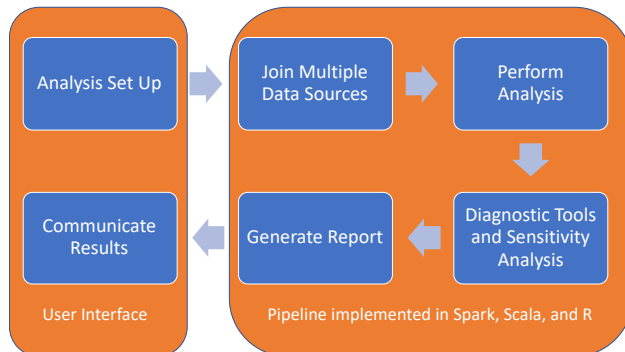 Analysis Set Up
Join Multiple
Data Sources
Perform
Analysis
Diagnostic Tools
and Sensitivity
Analysis
Generate Report
Communicate
Results
User Interface
Pipeline implemented in Spark, Scala, and R